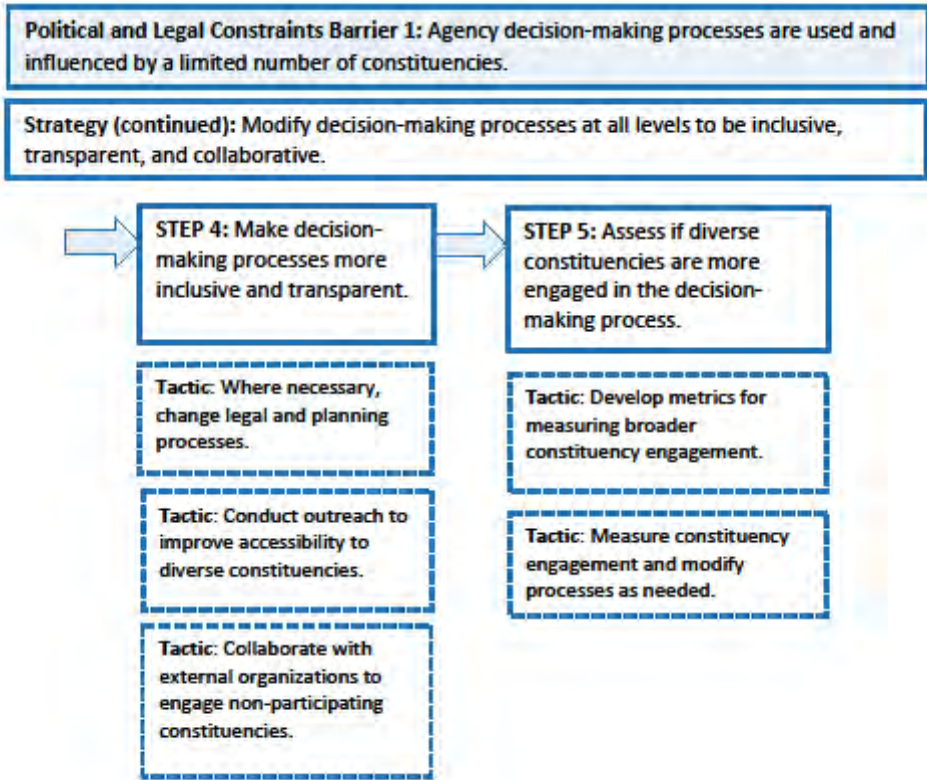 Political and Legal Constraints Barrier 1: Agency decision-making processes are used and
influenced by a limited number of constituencies.
Strategy (continued): Modify decision-making processes at all levels to be inclusive,
transparent, and collaborative.
STEP 4: Make decision-
making processes more
inclusive and transparent.
Tactic: Where necessary,
change legal and planning
processes.
Tactic: Conduct outreach to
improve accessibility to
diverse constituencies.
Tactic: Collaborate with
external organizations to
engage non-participating
constituencies.
STEP 5: Assess if diverse
constituencies are more
engaged in the decision-
making process.
Tactic: Develop metrics for
measuring broader
constituency engagement.
Tactic: Measure constituency
engagement and modify
processes as needed.